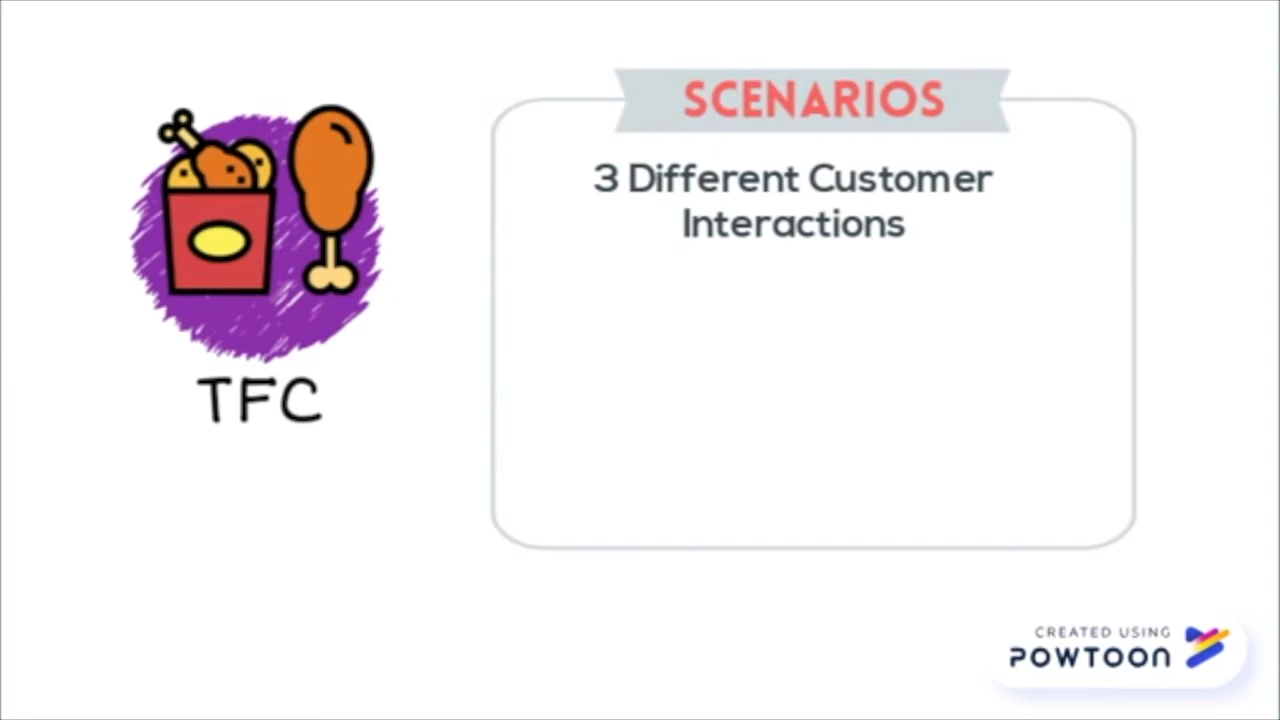 SCENARIOS
3 Different Customer
Interactions
TFC
CREATED USING
POWTOON